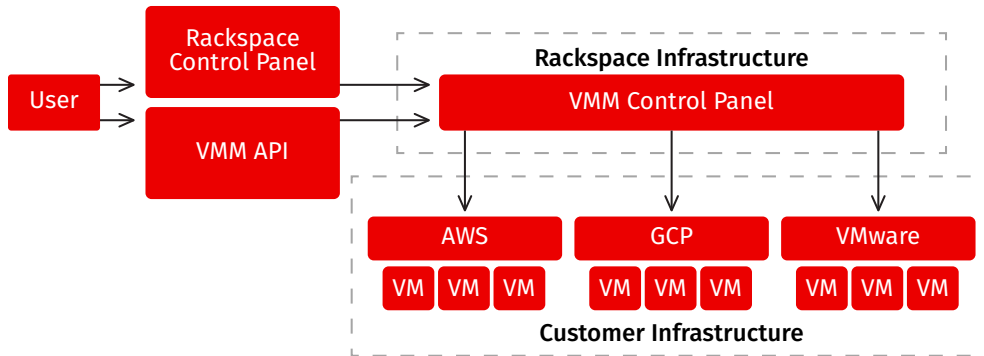 User
Rackspace
Control Panel
VMM API
Rackspace Infrastructure
VMM Control Panel
AWS
GCP
VMware
VM VM VM
VM VM VM
VM VM VM
Customer Infrastructure